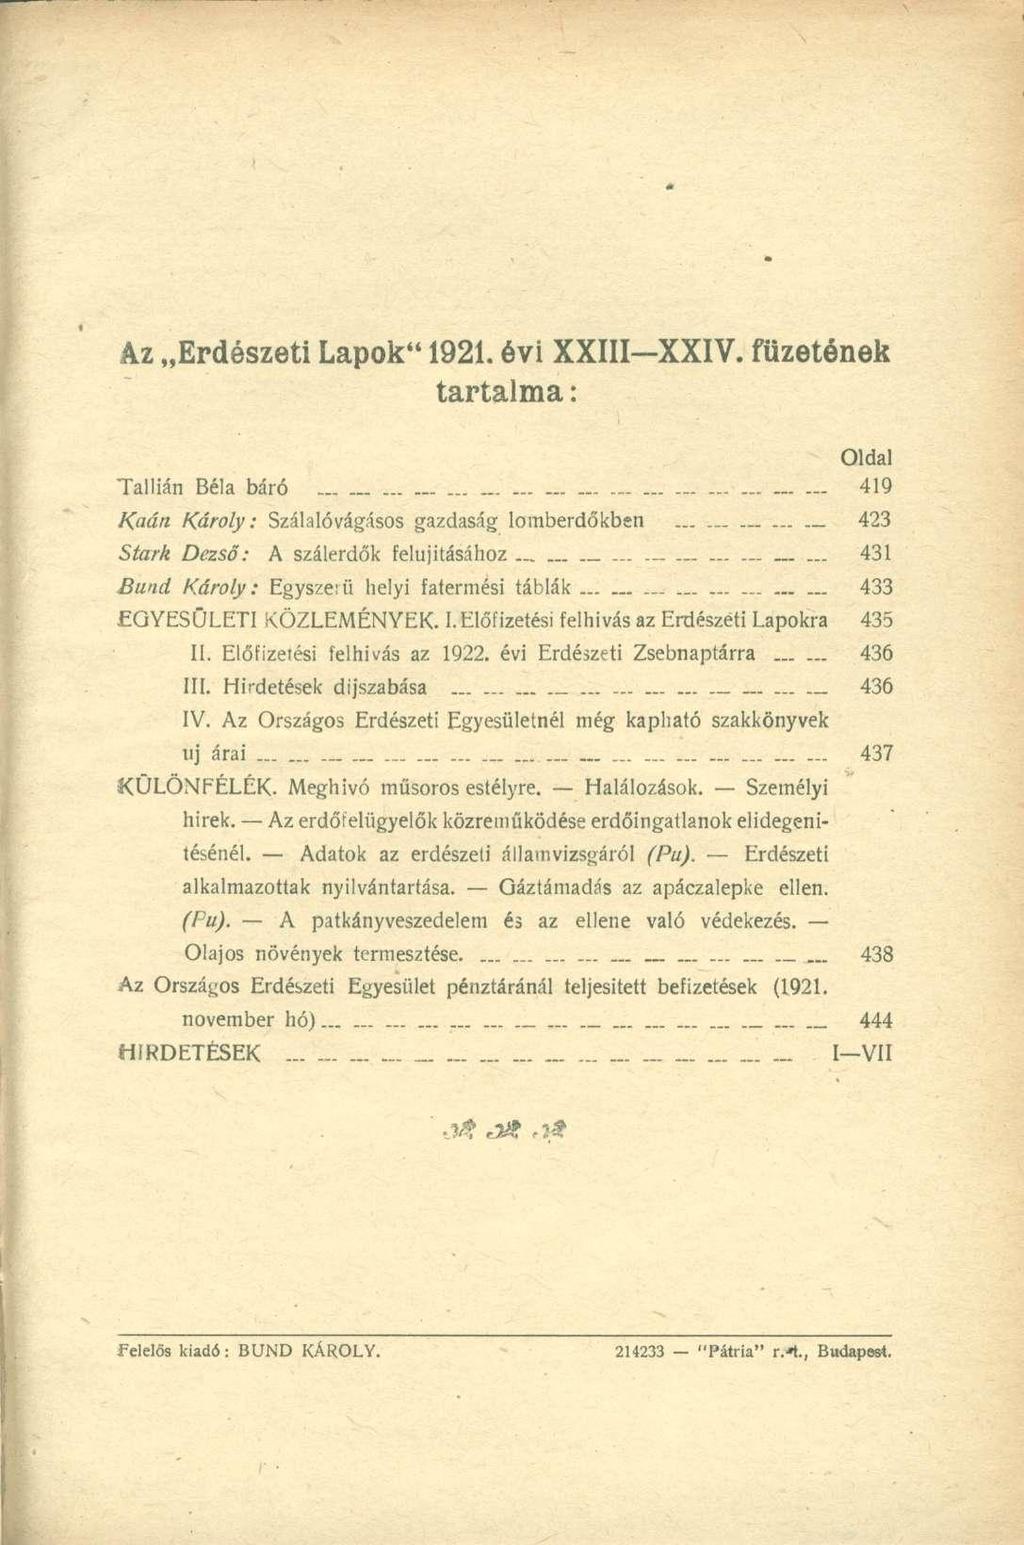 Az „Erdészeti Lapok“ 1921. évi XXIII—XXIV. füzetének
tartalma:
Oldal
Tallián Béla báró 419
Kaán Károly: Szálalóvágásos gazdaság lomberdőkben 423
Stark Dezső: A szálerdők felujitásához 431
Bund Károly: Egyszerü helyi fatermési táblák 433
EGYESÜLETI KÖZLEMÉNYEK. I. Előfizetési felhivás az Erdészeti Lapokra 435
II. Előfizetési felhivás az 1922. évi Erdészeti Zsebnaptárra 436
III. Hirdetések dijszabása 436
IV. Az Országos Erdészeti Egyesületnél még kapható szakkönyvek
uj árai 437
KÜLÖNFÉLÉK. Meghivó műsoros estélyre. — Halálozások. — Személyi
hirek. — Az erdőfelügyelők közreműködése erdőingatlanok elidegeni-
tésénél. — Adatok az erdészeti államvizsgáról (Pu). — Erdészeti
alkalmazottak nyilvántartása. — Gáztámadás az apáczalepke ellen.
(Pu). — A patkányveszedelem és az ellene való védekezés. —
Olajos növények termesztése. 438
Az Országos Erdészeti Egyesület pénztáránál teljesitett befizetések (1921.
november hó) 444
HIRDETÉSEK I—VII
Felelős kiadó: BUND KÁROLY. 214233 — "Pátria" r.-t., Budapest.